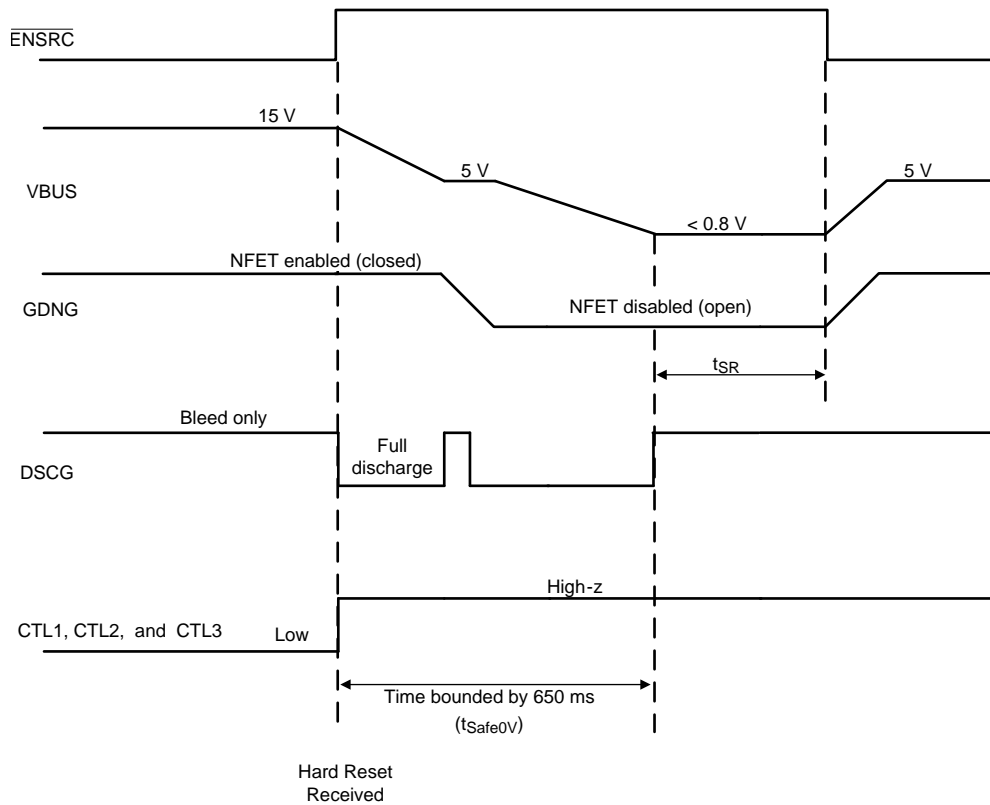 ENSRC
15 V
5 V
5 V
VBUS
< 0.8 V
NFET enabled (closed)
GDNG
NFET disabled (open)
tSR
Bleed only
Full
discharge
DSCG
High-z
CTL1, CTL2, and CTL3
Low
Time bounded by 650 ms
(tSafe0V)
Hard Reset
Received